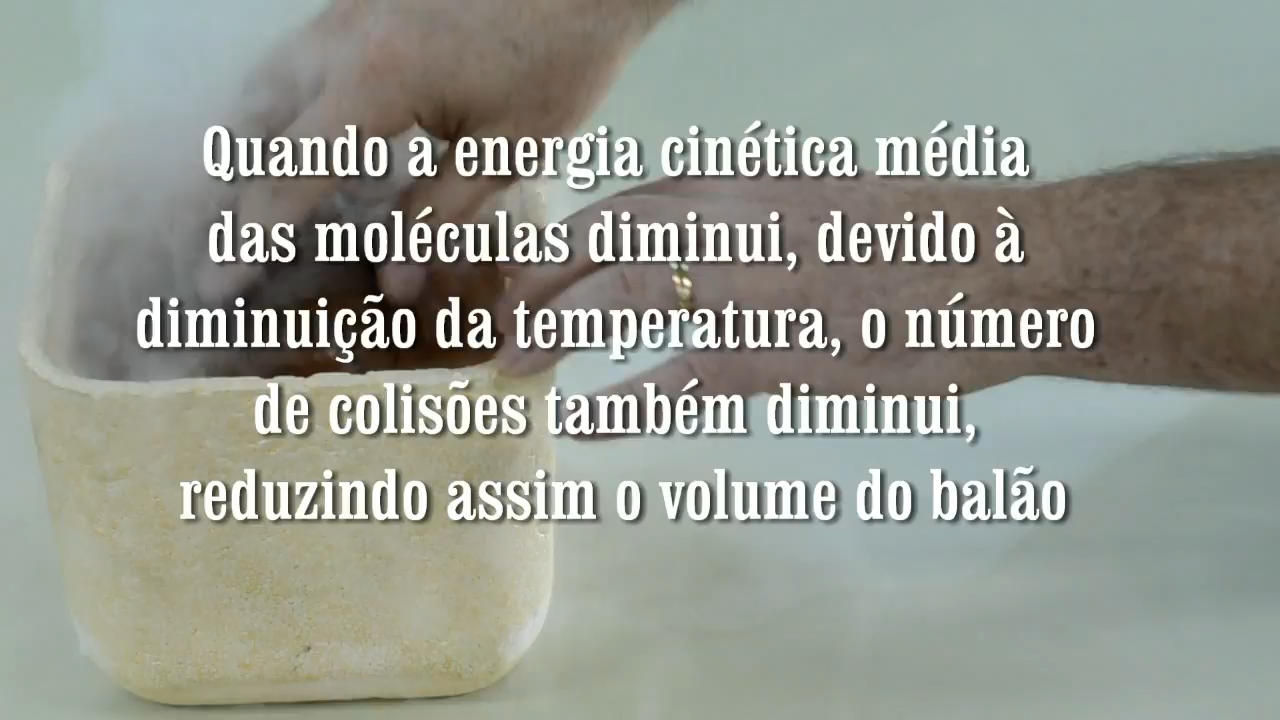 Quando a energia cinética média
das moléculas diminui, devido à
diminuição da temperatura, o número
de colisões também diminui,
reduzindo assim o volume do balão